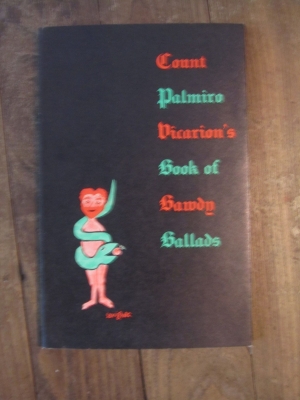 Count
Palmiro
Vicarion's
Book of
Bawdy
Ballads